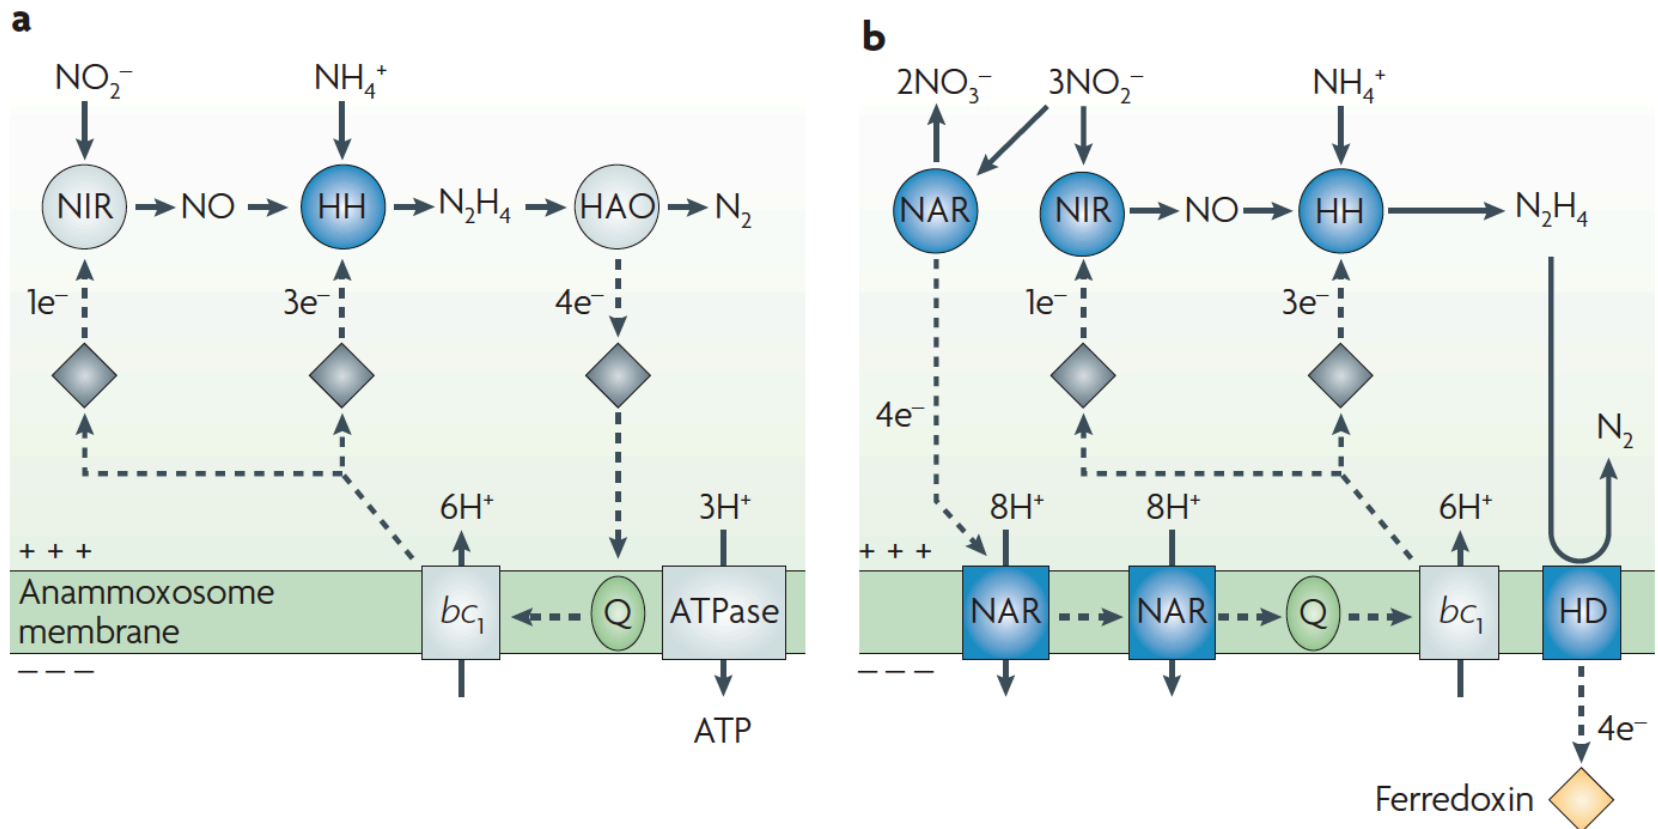 a
NO₂⁻ NH₄⁺
NIR NO HH N₂H₄ HAO N₂
1e⁻ 3e⁻ 4e⁻
6H⁺ 3H⁺
+ + +
Anammoxosome
membrane
bc₁ Q ATPase
– – –
ATP
b
2NO₃⁻ 3NO₂⁻ NH₄⁺
NAR NIR NO HH N₂H₄
1e⁻ 3e⁻
4e⁻
N₂
8H⁺ 8H⁺ 6H⁺
+ + +
NAR NAR Q bc₁ HD
– – –
4e⁻
Ferredoxin